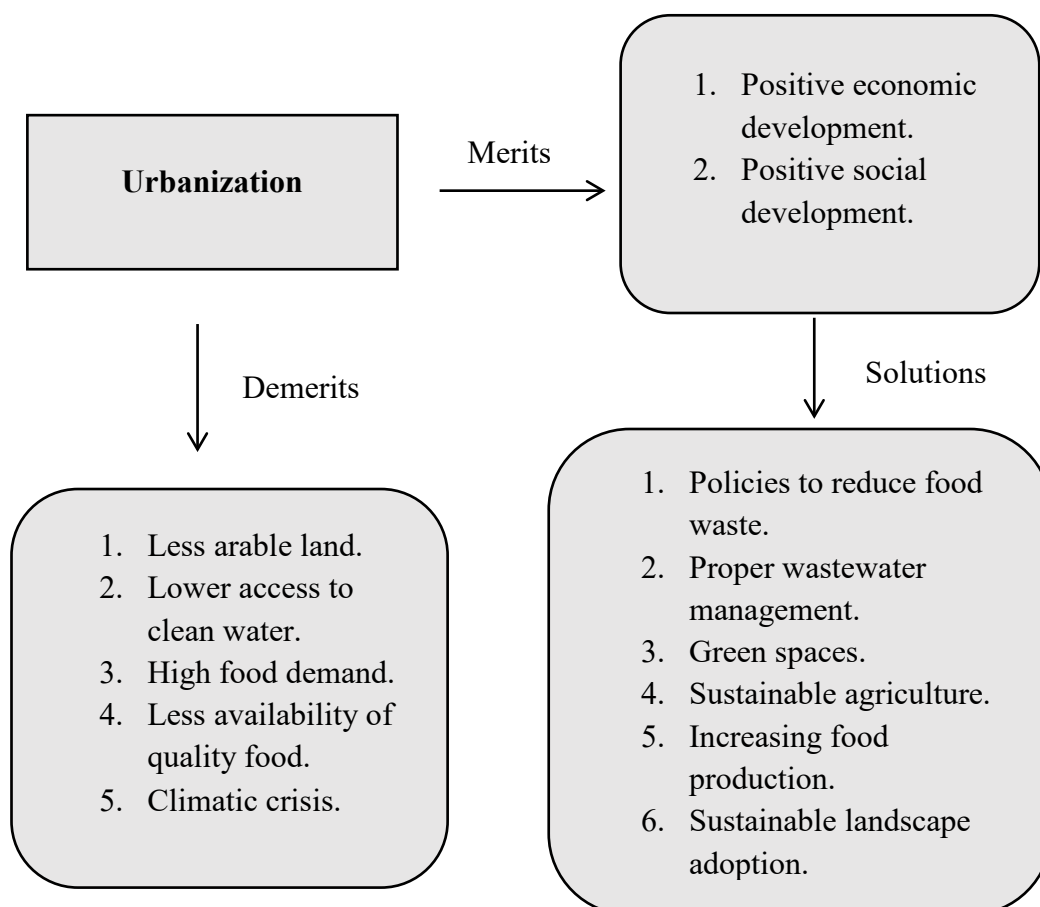 Urbanization
Merits
1. Positive economic
development.
2. Positive social
development.
Demerits
Solutions
1. Less arable land.
2. Lower access to
clean water.
3. High food demand.
4. Less availability of
quality food.
5. Climatic crisis.
1. Policies to reduce food
waste.
2. Proper wastewater
management.
3. Green spaces.
4. Sustainable agriculture.
5. Increasing food
production.
6. Sustainable landscape
adoption.